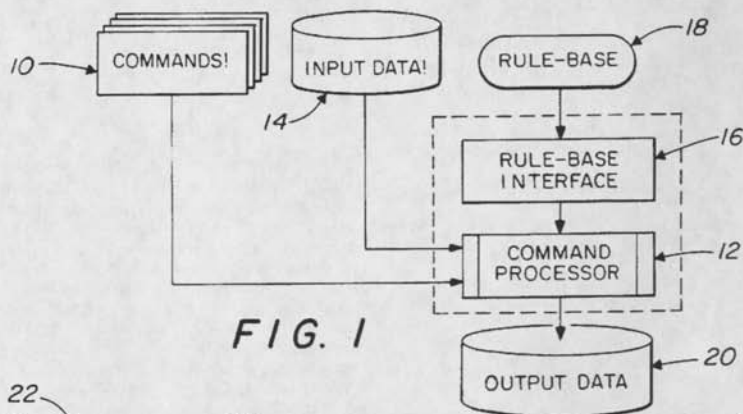 10
COMMANDS!
INPUT DATA!
14
RULE-BASE
18
RULE-BASE
INTERFACE
16
COMMAND
PROCESSOR
12
FIG. 1
OUTPUT DATA
20
22